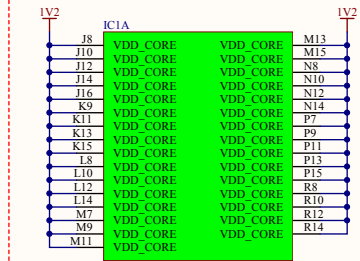 1V2 1V2
IC1A
J8 VDD_CORE VDD_CORE M13
J10 VDD_CORE VDD_CORE M15
J12 VDD_CORE VDD_CORE N8
J14 VDD_CORE VDD_CORE N10
J16 VDD_CORE VDD_CORE N12
K9 VDD_CORE VDD_CORE N14
K11 VDD_CORE VDD_CORE P7
K13 VDD_CORE VDD_CORE P9
K15 VDD_CORE VDD_CORE P11
L8 VDD_CORE VDD_CORE P13
L10 VDD_CORE VDD_CORE P15
L12 VDD_CORE VDD_CORE R8
L14 VDD_CORE VDD_CORE R10
M7 VDD_CORE VDD_CORE R12
M9 VDD_CORE VDD_CORE R14
M11 VDD_CORE